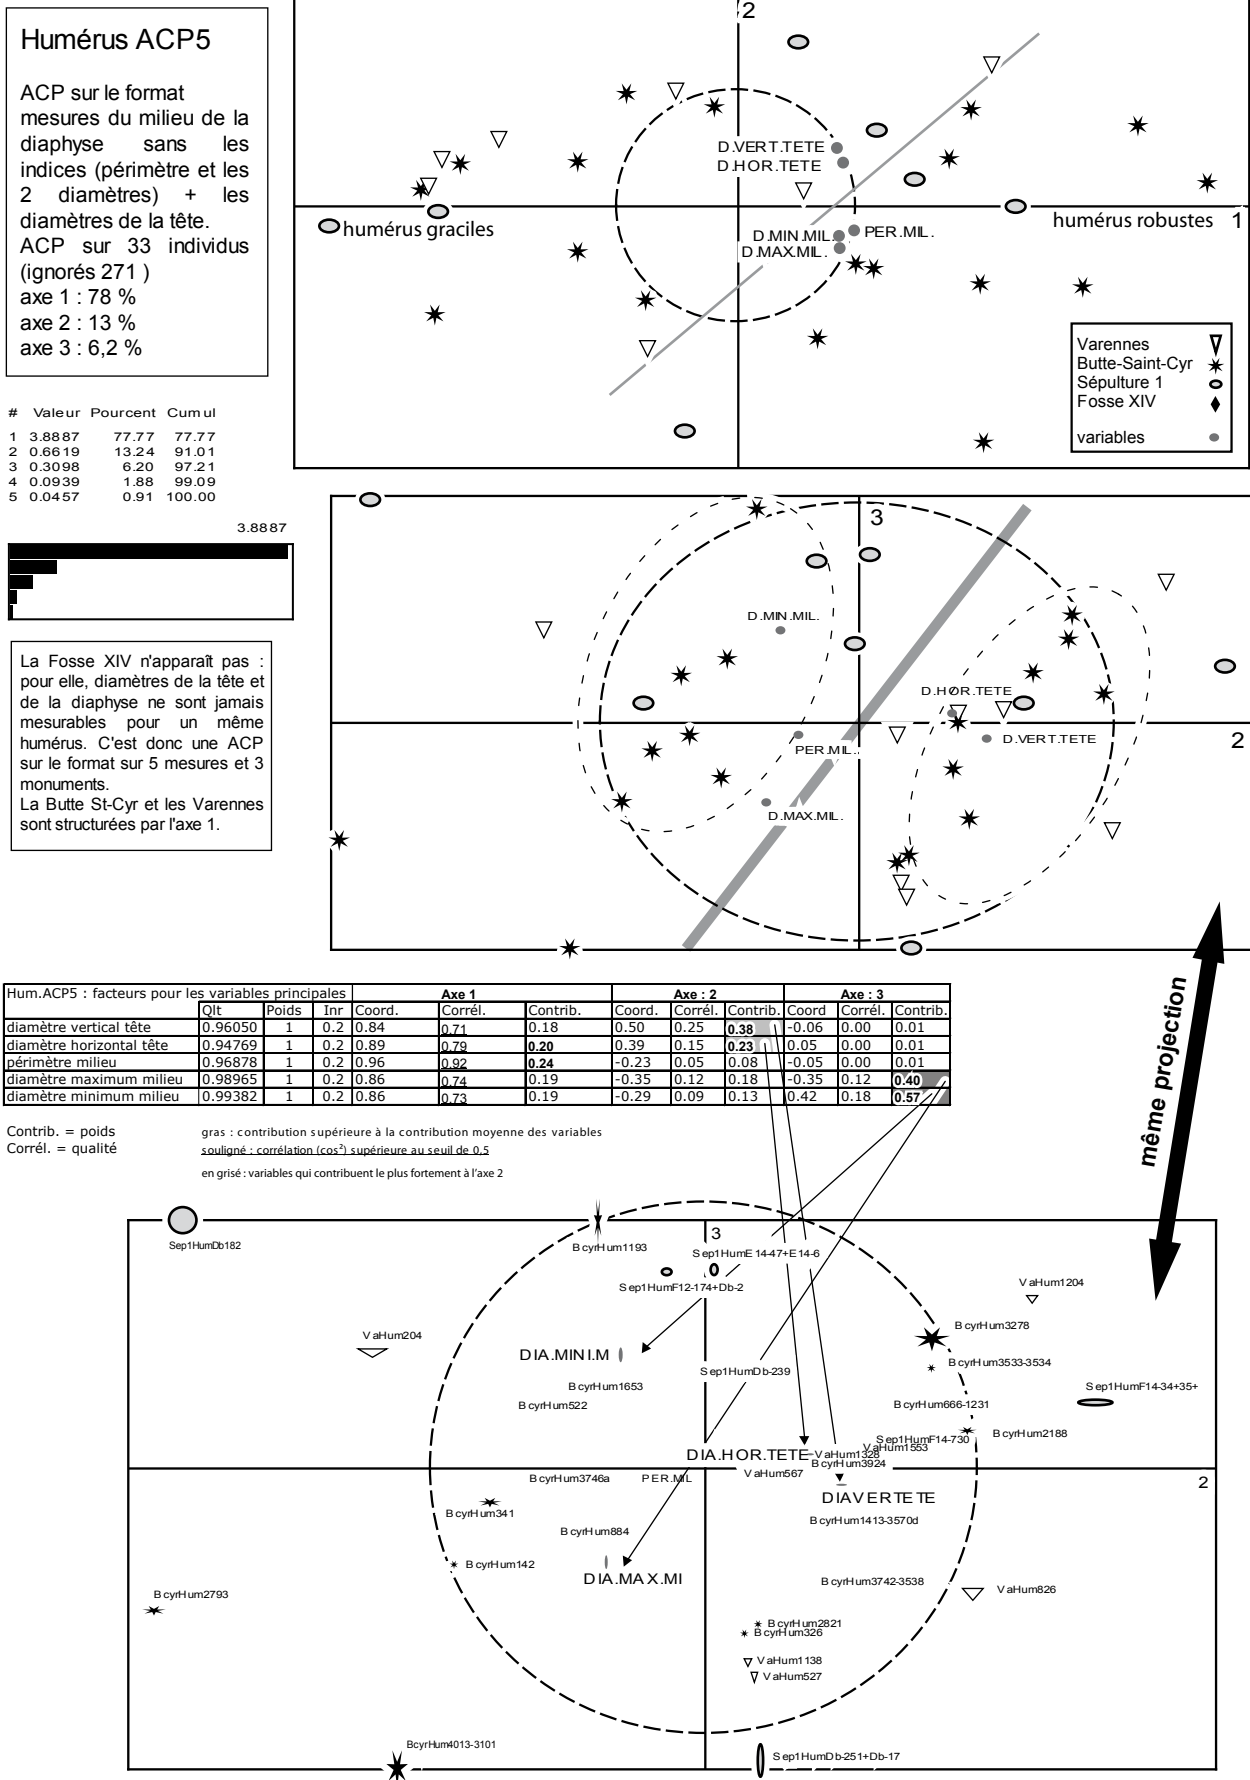 Humérus ACP5
ACP sur le format
mesures du milieu de la
diaphyse sans les
indices (périmètre et les
2 diamètres) + les
diamètres de la tête.
ACP sur 33 individus
(ignorés 271 )
axe 1 : 78 %
axe 2 : 13 %
axe 3 : 6,2 %
2
D.VERT.TETE
D.HOR.TETE
humérus graciles
humérus robustes
1
D.MIN.MIL.
PER.MIL.
D.MAX.MIL.
Varennes
Butte-Saint-Cyr
Sépulture 1
Fosse XIV
variables
# Valeur Pourcent Cumul
1 3.8887 77.77 77.77
2 0.6619 13.24 91.01
3 0.3098 6.20 97.21
4 0.0939 1.88 99.09
5 0.0457 0.91 100.00
3.8887
La Fosse XIV n'apparaît pas :
pour elle, diamètres de la tête et
de la diaphyse ne sont jamais
mesurables pour un même
humérus. C'est donc une ACP
sur le format sur 5 mesures et 3
monuments.
La Butte St-Cyr et les Varennes
sont structurées par l'axe 1.
3
D.MIN.MIL.
D.HOR.TETE
D.VERT.TETE
2
PER.MIL.
D.MAX.MIL.
Hum.ACP5 : facteurs pour les variables principales Axe 1 Axe : 2 Axe : 3
Qlt Poids Inr Coord. Corrél. Contrib. Coord. Corrél. Contrib. Coord Corrél. Contrib.
diamètre vertical tête 0.96050 1 0.2 0.84 0.71 0.18 0.50 0.25 0.38 -0.06 0.00 0.01
diamètre horizontal tête 0.94769 1 0.2 0.89 0.79 0.20 0.39 0.15 0.23 0.05 0.00 0.01
périmètre milieu 0.96878 1 0.2 0.96 0.92 0.24 -0.23 0.05 0.08 -0.05 0.00 0.01
diamètre maximum milieu 0.98965 1 0.2 0.86 0.74 0.19 -0.35 0.12 0.18 -0.35 0.12 0.40
diamètre minimum milieu 0.99382 1 0.2 0.86 0.73 0.19 -0.29 0.09 0.13 0.42 0.18 0.57
même projection
Contrib. = poids
Corrél. = qualité
gras : contribution supérieure à la contribution moyenne des variables
souligné : corrélation (cos²) supérieure au seuil de 0,5
en grisé : variables qui contribuent le plus fortement à l'axe 2
3
Sep1HumDb182
BcyrHum1193
Sep1HumE14-47+E14-6
Sep1HumF12-174+Db-2
VaHum1204
BcyrHum3278
VaHum204
DIA.MINI.M
BcyrHum3533-3534
Sep1HumDb-239
BcyrHum1653
Sep1HumF14-34+35+
BcyrHum522
BcyrHum666-1231
BcyrHum2188
Sep1HumF14-730
VaHum1553
DIA.HOR.TETE
VaHum1328
BcyrHum3924
VaHum567
BcyrHum3746a
PER.MIL
2
DIAVERTETE
BcyrHum341
BcyrHum1413-3570d
BcyrHum884
BcyrHum142
DIA.MAX.MI
BcyrHum3742-3538
VaHum826
BcyrHum2793
BcyrHum2821
BcyrHum326
VaHum1138
VaHum527
BcyrHum4013-3101
Sep1HumDb-251+Db-17